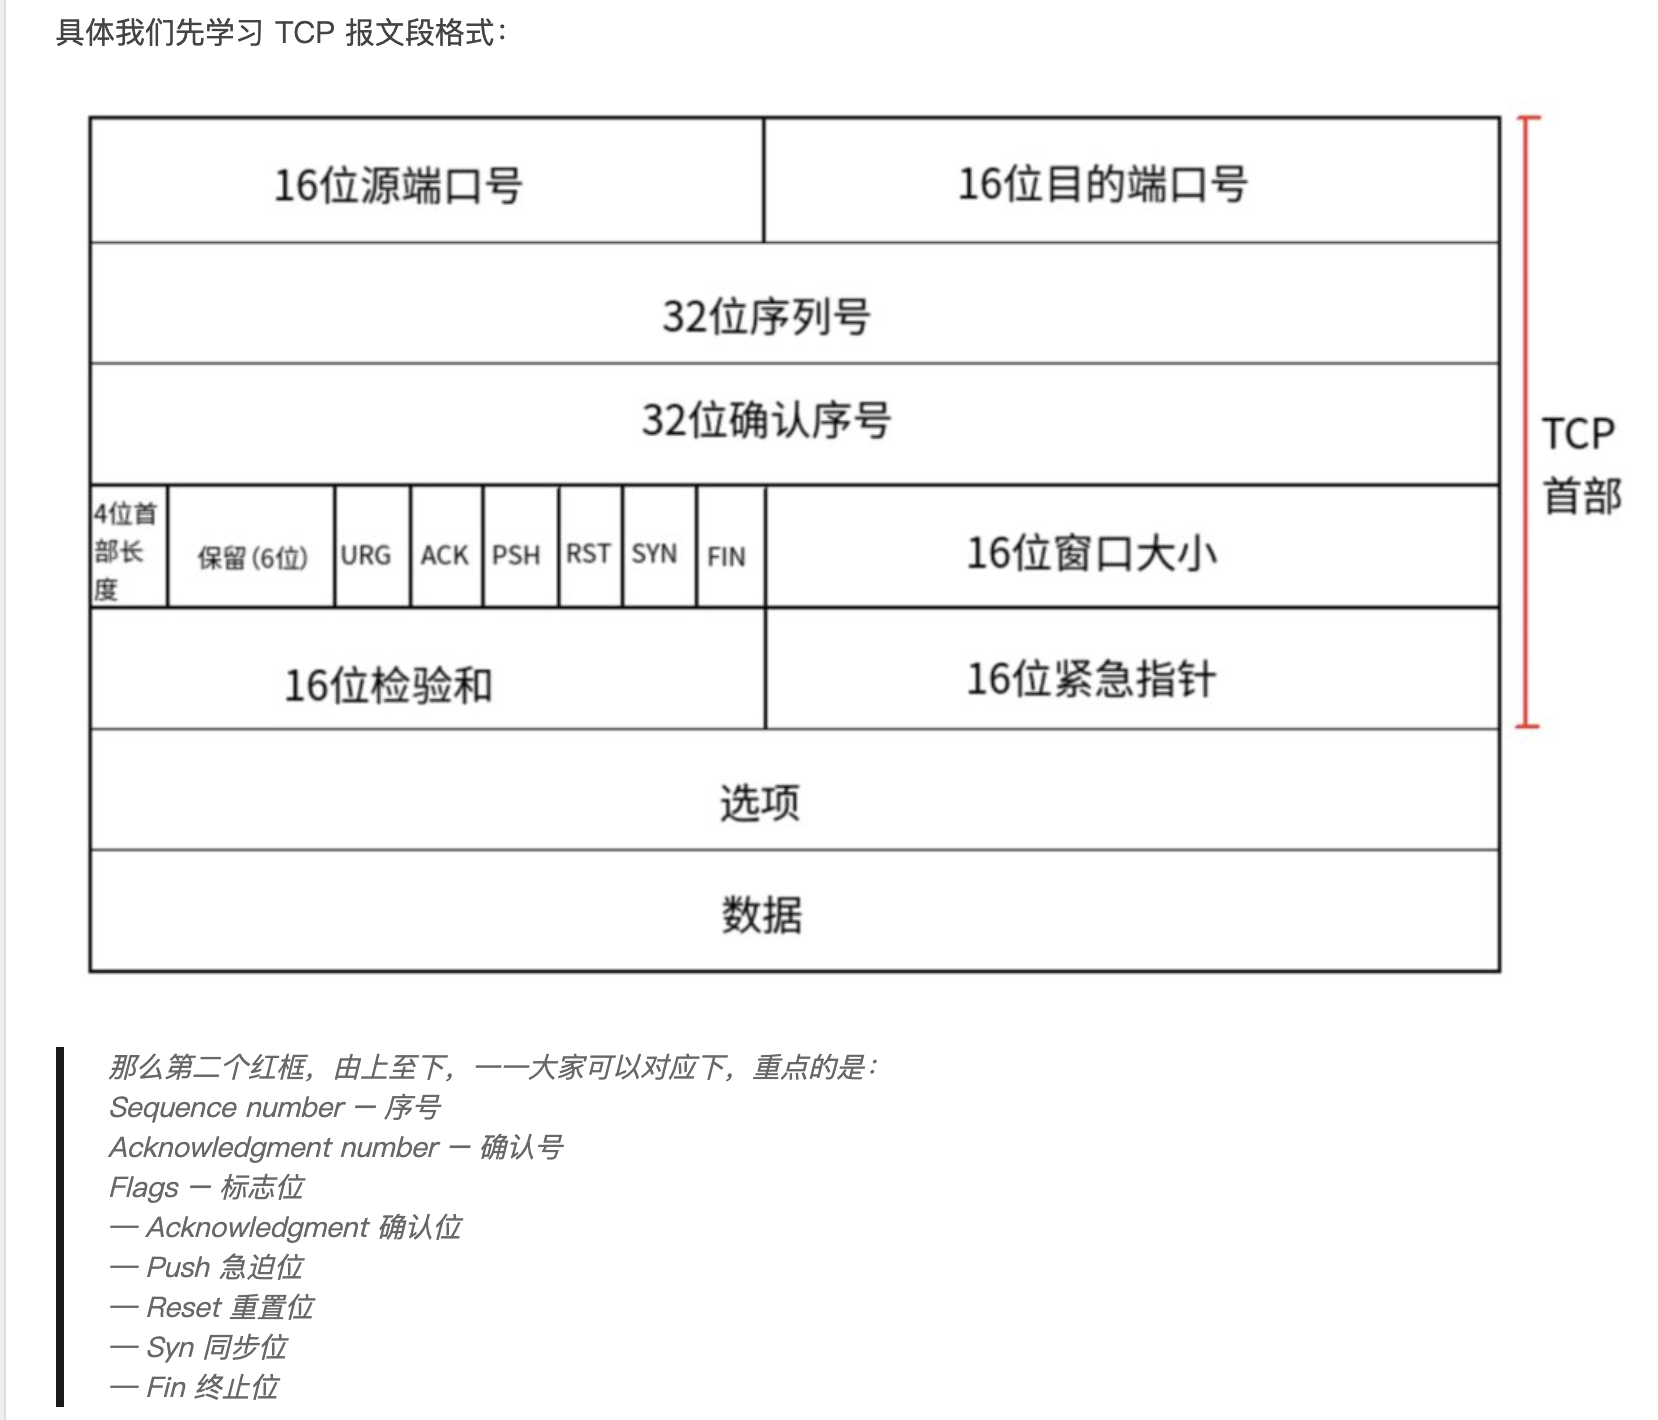 具体我们先学习 TCP 报文段格式：
16位源端口号 16位目的端口号
32位序列号
32位确认序号
4位首
部长
度
保留(6位) URG ACK PSH RST SYN FIN 16位窗口大小
TCP
首部
16位检验和 16位紧急指针
选项
数据
那么第二个红框，由上至下，一一大家可以对应下，重点的是：
Sequence number — 序号
Acknowledgment number — 确认号
Flags — 标志位
— Acknowledgment 确认位
— Push 急迫位
— Reset 重置位
— Syn 同步位
— Fin 终止位